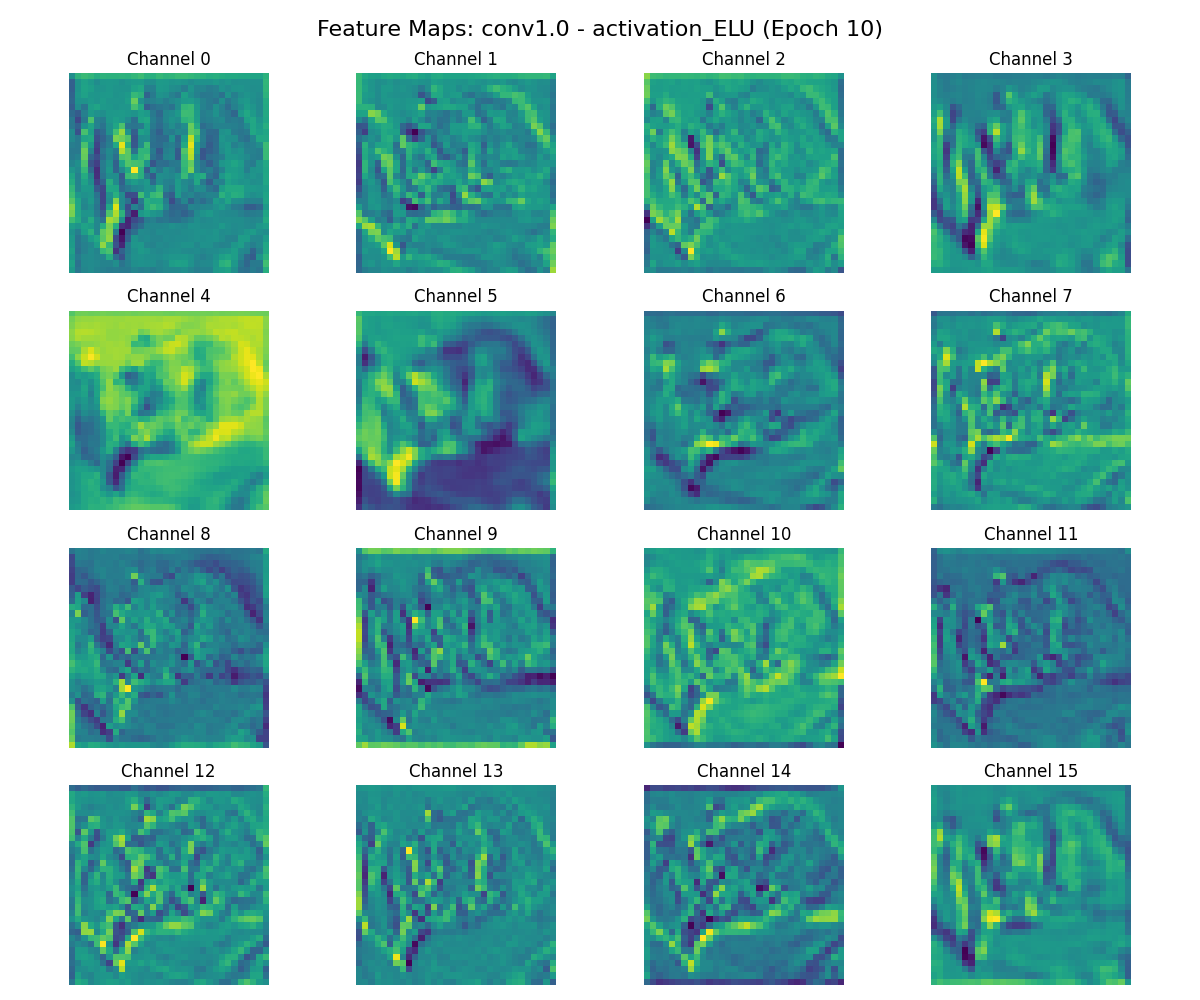 Feature Maps: conv1.0 - activation_ELU (Epoch 10)
Channel 0
Channel 1
Channel 2
Channel 3
Channel 4
Channel 5
Channel 6
Channel 7
Channel 8
Channel 9
Channel 10
Channel 11
Channel 12
Channel 13
Channel 14
Channel 15